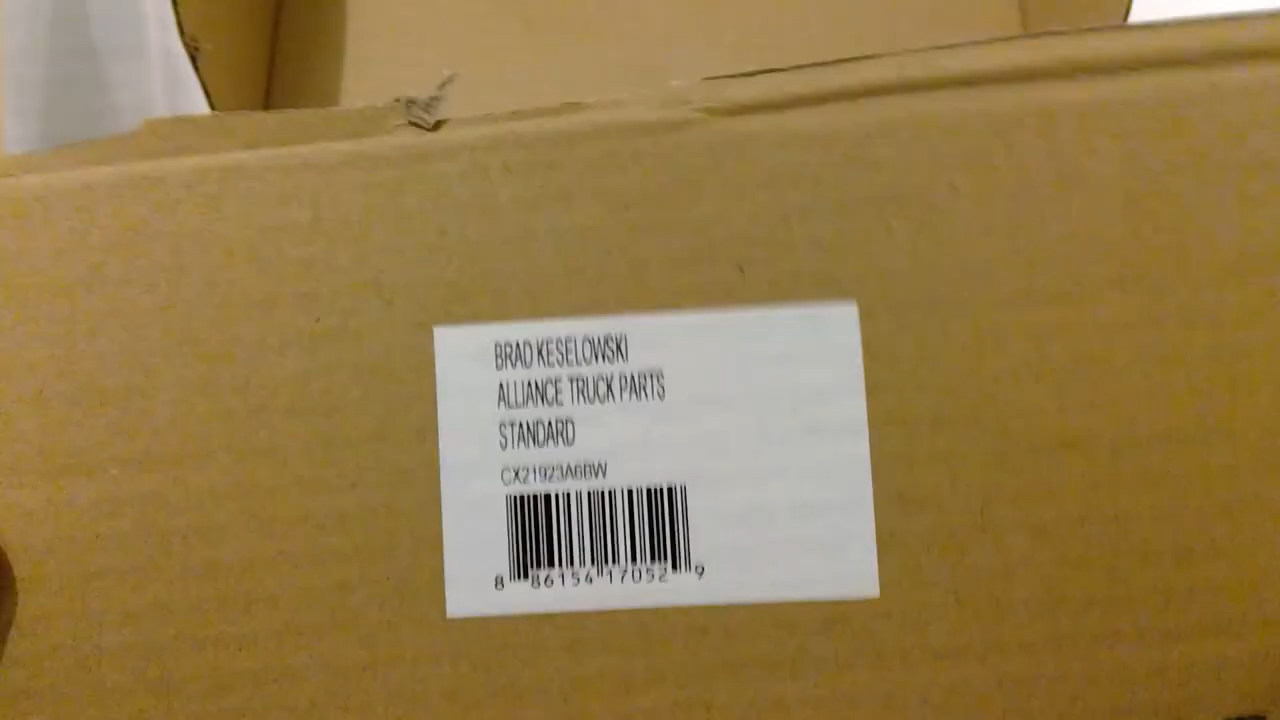 BRAD KESELOWSKI
ALLIANCE TRUCK PARTS
STANDARD
CX21923A6BW
8 86154 17052 9